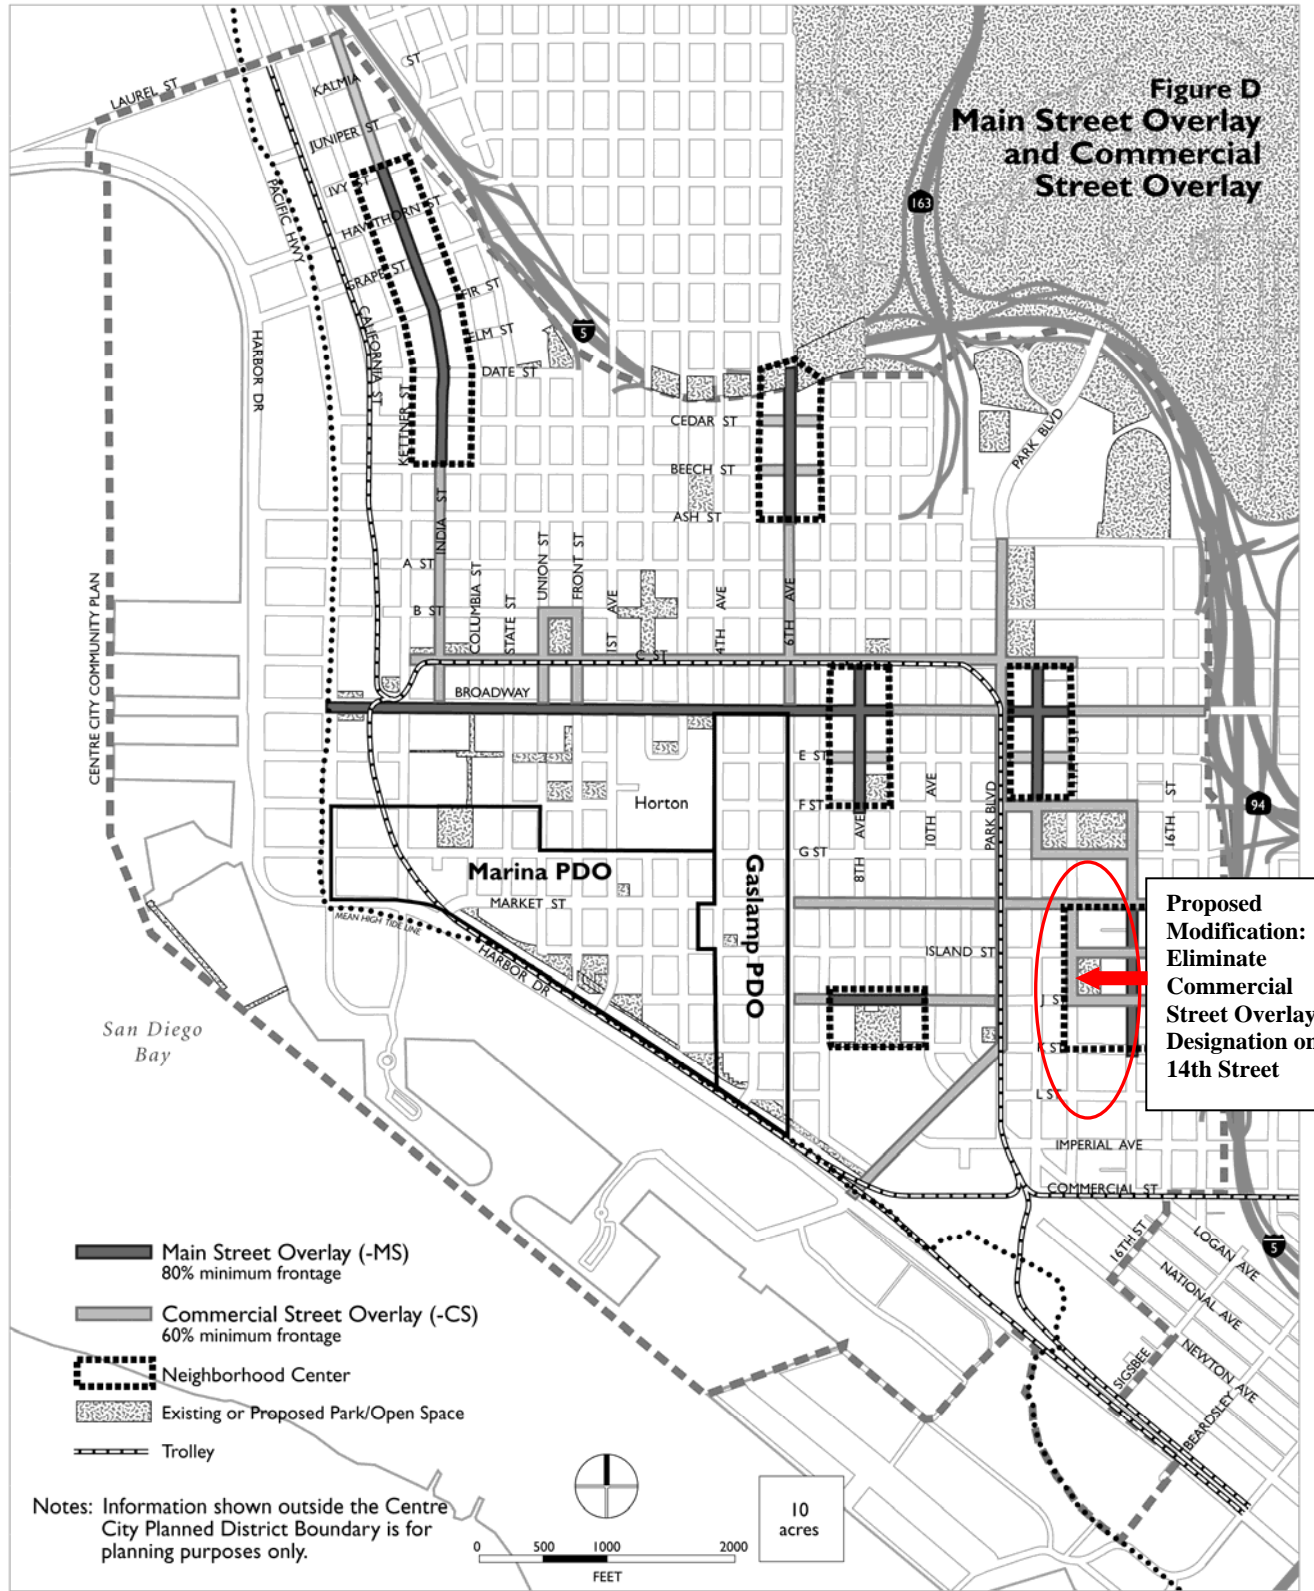 Figure D
Main Street Overlay
and Commercial
Street Overlay
LAUREL ST
ST
KALMIA
JUNIPER ST
IVY ST
HAWTHORN ST
GRAPE ST
FIR ST
ELM ST
DATE ST
PACIFIC HWY
CALIFORNIA ST
KETTNER ST
HARBOR DR
5
163
PARK BLVD
CEDAR ST
BEECH ST
ASH ST
INDIA ST
A ST
B ST
COLUMBIA ST
STATE ST
UNION ST
FRONT ST
1ST AVE
4TH AVE
6TH AVE
C ST
BROADWAY
CENTRE CITY COMMUNITY PLAN
E ST
F ST
G ST
8TH AVE
10TH AVE
PARK BLVD
16TH ST
94
Horton
Marina PDO
Gaslamp PDO
MARKET ST
MEAN HIGH TIDE LINE
HARBOR DR
ISLAND ST
J ST
K ST
L ST
IMPERIAL AVE
COMMERCIAL ST
Proposed
Modification:
Eliminate
Commercial
Street Overlay
Designation on
14th Street
San Diego
Bay
16TH ST
LOGAN AVE
5
NATIONAL AVE
NEWTON AVE
SIGSBEE
BEARDSLEY
Main Street Overlay (-MS)
80% minimum frontage
Commercial Street Overlay (-CS)
60% minimum frontage
Neighborhood Center
Existing or Proposed Park/Open Space
Trolley
Notes: Information shown outside the Centre
City Planned District Boundary is for
planning purposes only.
0 500 1000 2000
FEET
10
acres